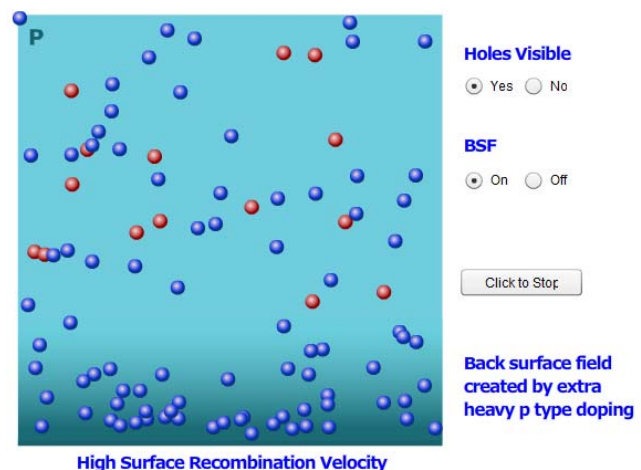 P
Holes Visible
Yes No
BSF
On Off
Click to Stop
Back surface field
created by extra
heavy p type doping
High Surface Recombination Velocity